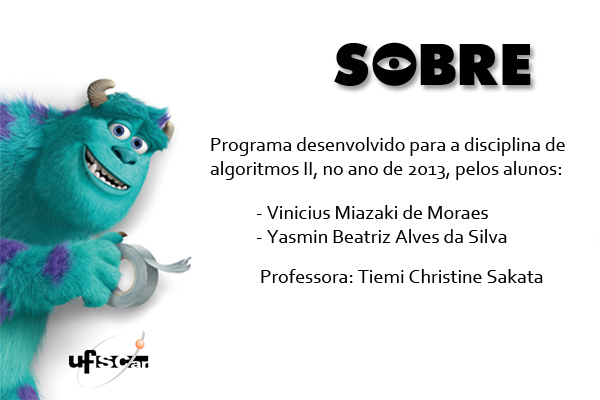 SOBRE
Programa desenvolvido para a disciplina de
algoritmos II, no ano de 2013, pelos alunos:
- Vinicius Miazaki de Moraes
- Yasmin Beatriz Alves da Silva
Professora: Tiemi Christine Sakata
ufscar